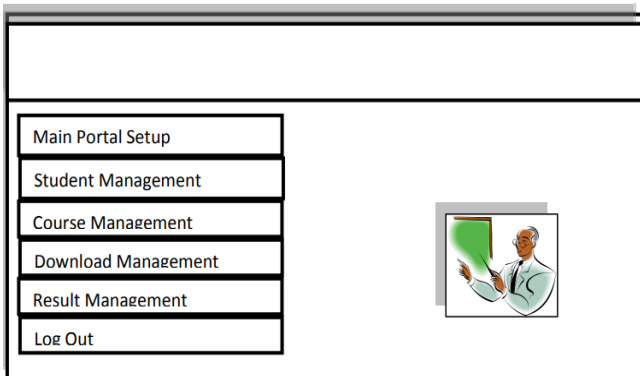 Main Portal Setup
Student Management
Course Management
Download Management
Result Management
Log Out